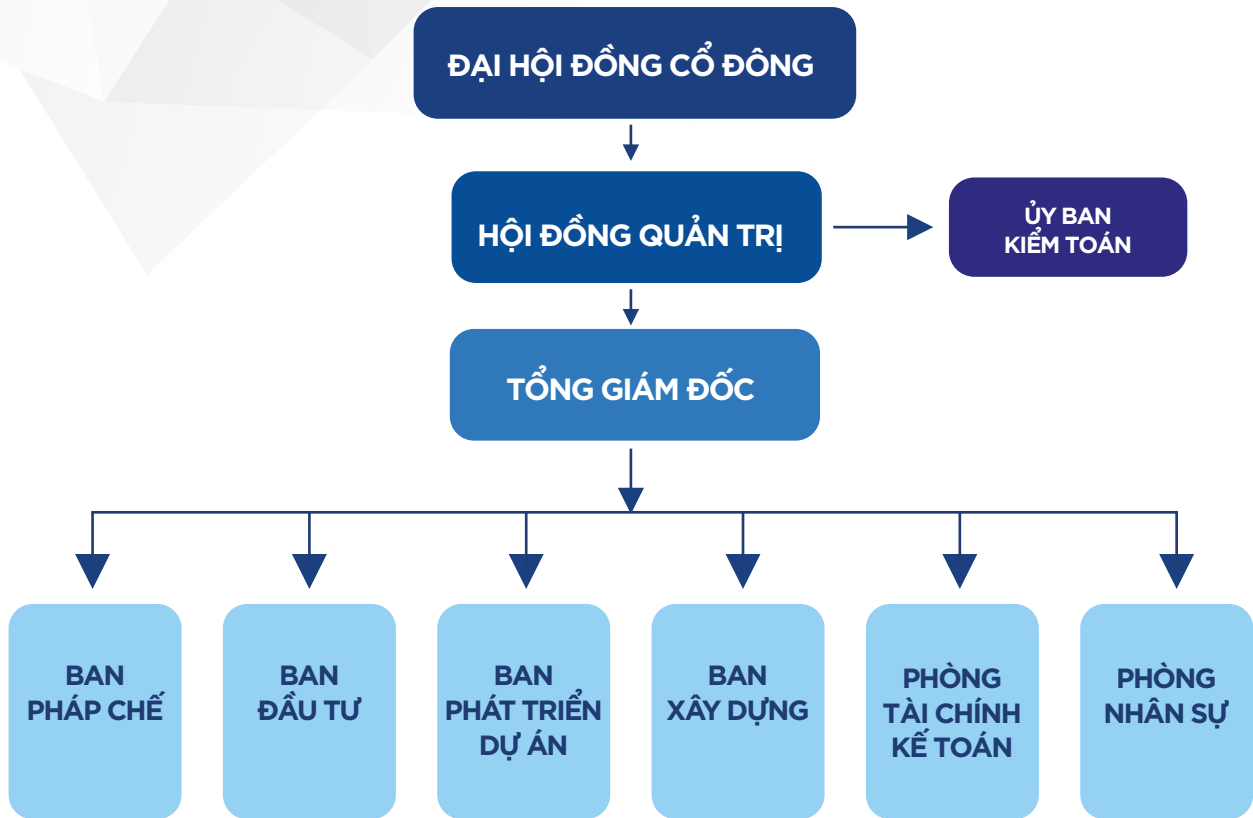 ĐẠI HỘI ĐỒNG CỔ ĐÔNG
HỘI ĐỒNG QUẢN TRỊ
ỦY BAN
KIỂM TOÁN
TỔNG GIÁM ĐỐC
BAN
PHÁP CHẾ
BAN
ĐẦU TƯ
BAN
PHÁT TRIỂN
DỰ ÁN
BAN
XÂY DỰNG
PHÒNG
TÀI CHÍNH
KẾ TOÁN
PHÒNG
NHÂN SỰ